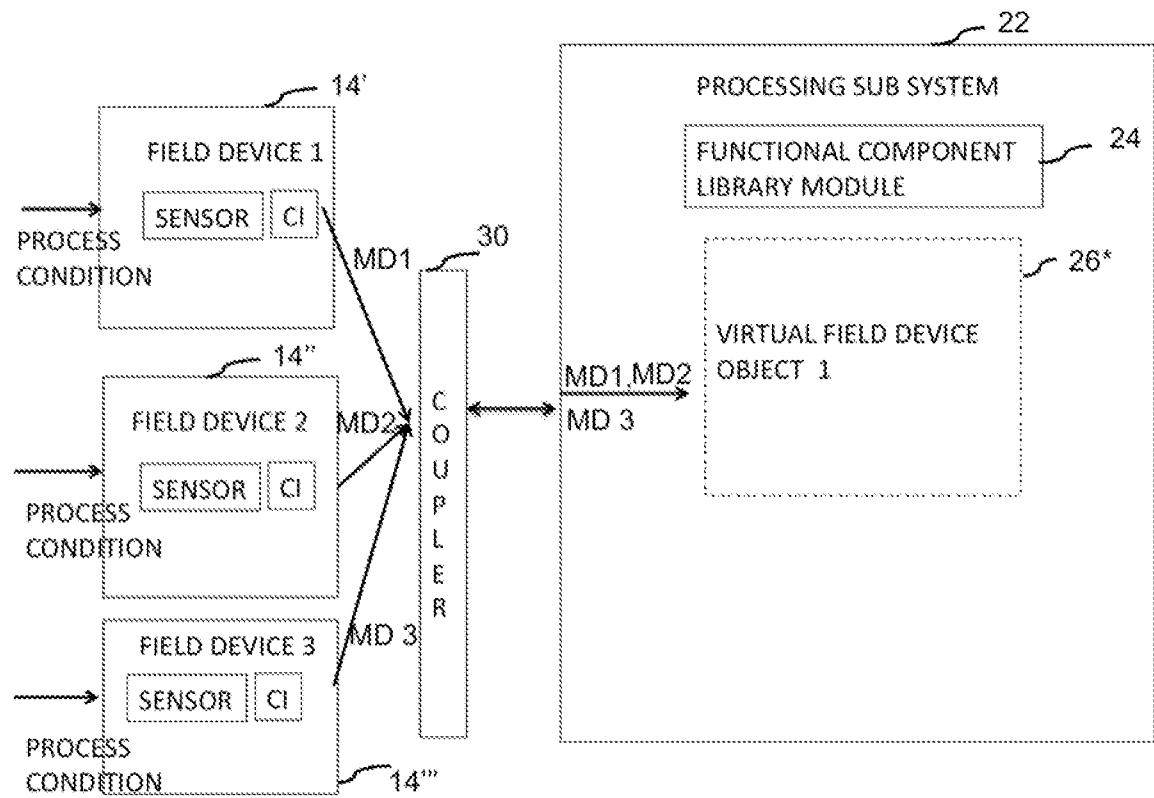 22
PROCESSING SUB SYSTEM
FUNCTIONAL COMPONENT
LIBRARY MODULE
24
26*
VIRTUAL FIELD DEVICE
OBJECT 1
14'
FIELD DEVICE 1
SENSOR
CI
PROCESS
CONDITION
MD1
30
COUPLER
MD1,MD2
MD 3
14''
FIELD DEVICE 2
MD2
SENSOR
CI
PROCESS
CONDITION
MD 3
FIELD DEVICE 3
SENSOR
CI
PROCESS
CONDITION
14'''